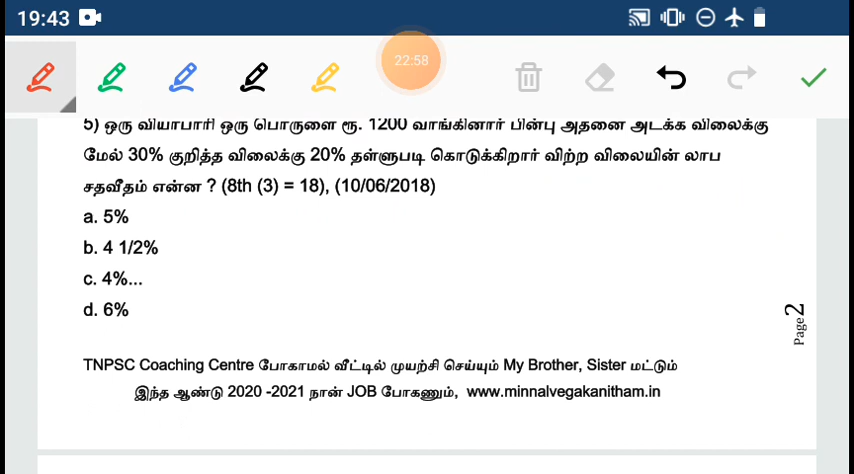 19:43
22:58
5) ஒரு வியாபாரி ஒரு பொருளை ரூ. 1200 வாங்கினார் பின்பு அதனை அடக்க விலைக்கு
மேல் 30% குறித்த விலைக்கு 20% தள்ளுபடி கொடுக்கிறார் விற்ற விலையின் லாப
சதவீதம் என்ன ? (8th (3) = 18), (10/06/2018)
a. 5%
b. 4 1/2%
c. 4%...
d. 6%
Page2
TNPSC Coaching Centre போகாமல் வீட்டில் முயற்சி செய்யும் My Brother, Sister மட்டும்
இந்த ஆண்டு 2020 -2021 நான் JOB போகணும், www.minnalvegakanitham.in